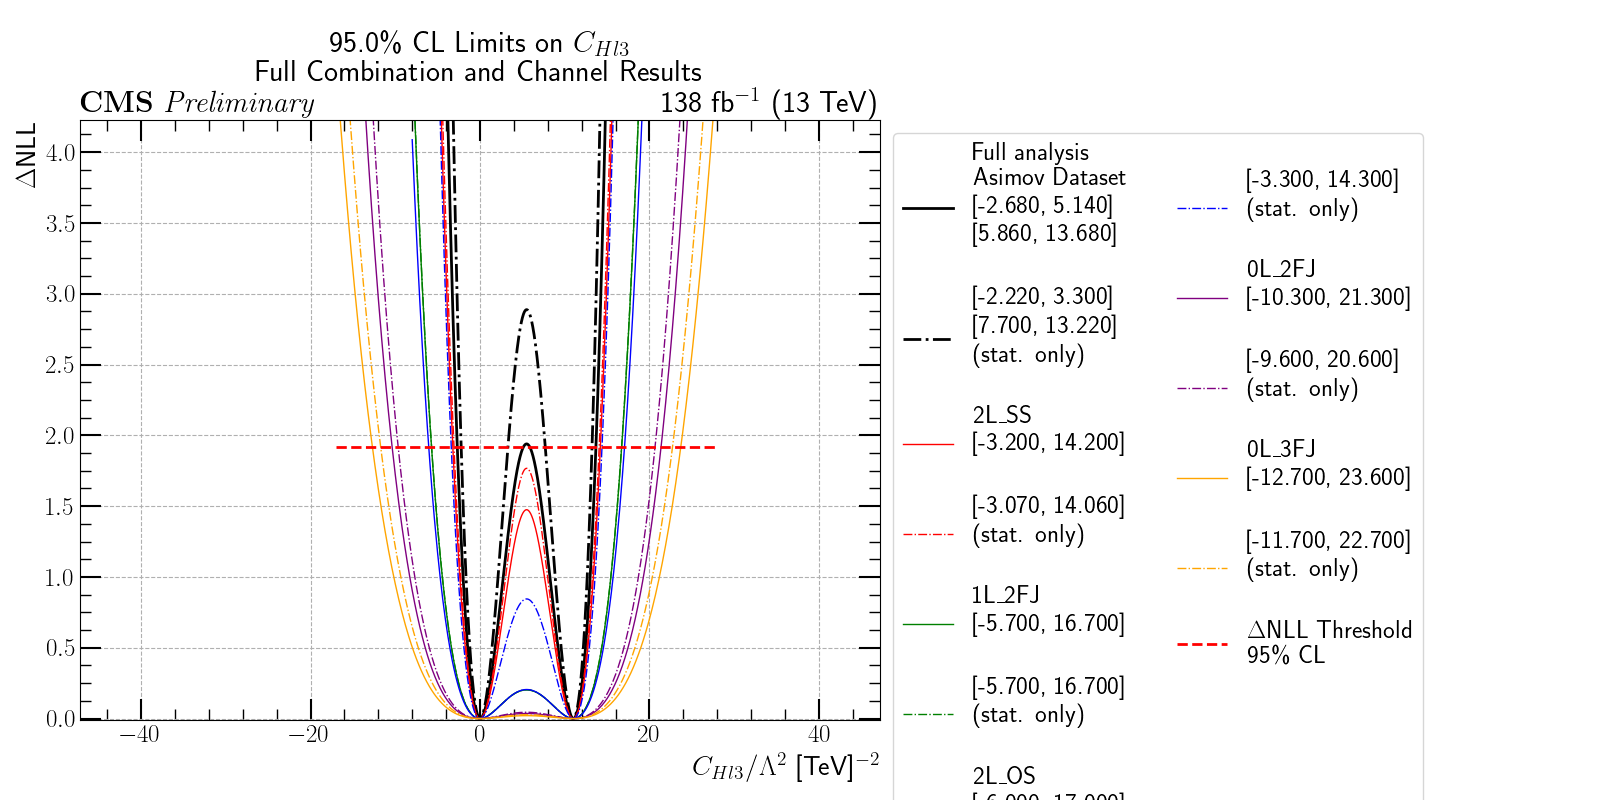 95.0% CL Limits on C_{Hl3}
Full Combination and Channel Results
CMS Preliminary
138 fb^{-1} (13 TeV)
ΔNLL
4.0
3.5
3.0
2.5
2.0
1.5
1.0
0.5
0.0
−40
−20
0
20
40
C_{Hl3}/Λ^2 [TeV]^{-2}
Full analysis
Asimov Dataset
[-2.680, 5.140]
[5.860, 13.680]
[-2.220, 3.300]
[7.700, 13.220]
(stat. only)
2L_SS
[-3.200, 14.200]
[-3.070, 14.060]
(stat. only)
1L_2FJ
[-5.700, 16.700]
[-5.700, 16.700]
(stat. only)
2L_OS
[-6.000, 17.000]
[-3.300, 14.300]
(stat. only)
0L_2FJ
[-10.300, 21.300]
[-9.600, 20.600]
(stat. only)
0L_3FJ
[-12.700, 23.600]
[-11.700, 22.700]
(stat. only)
ΔNLL Threshold
95% CL